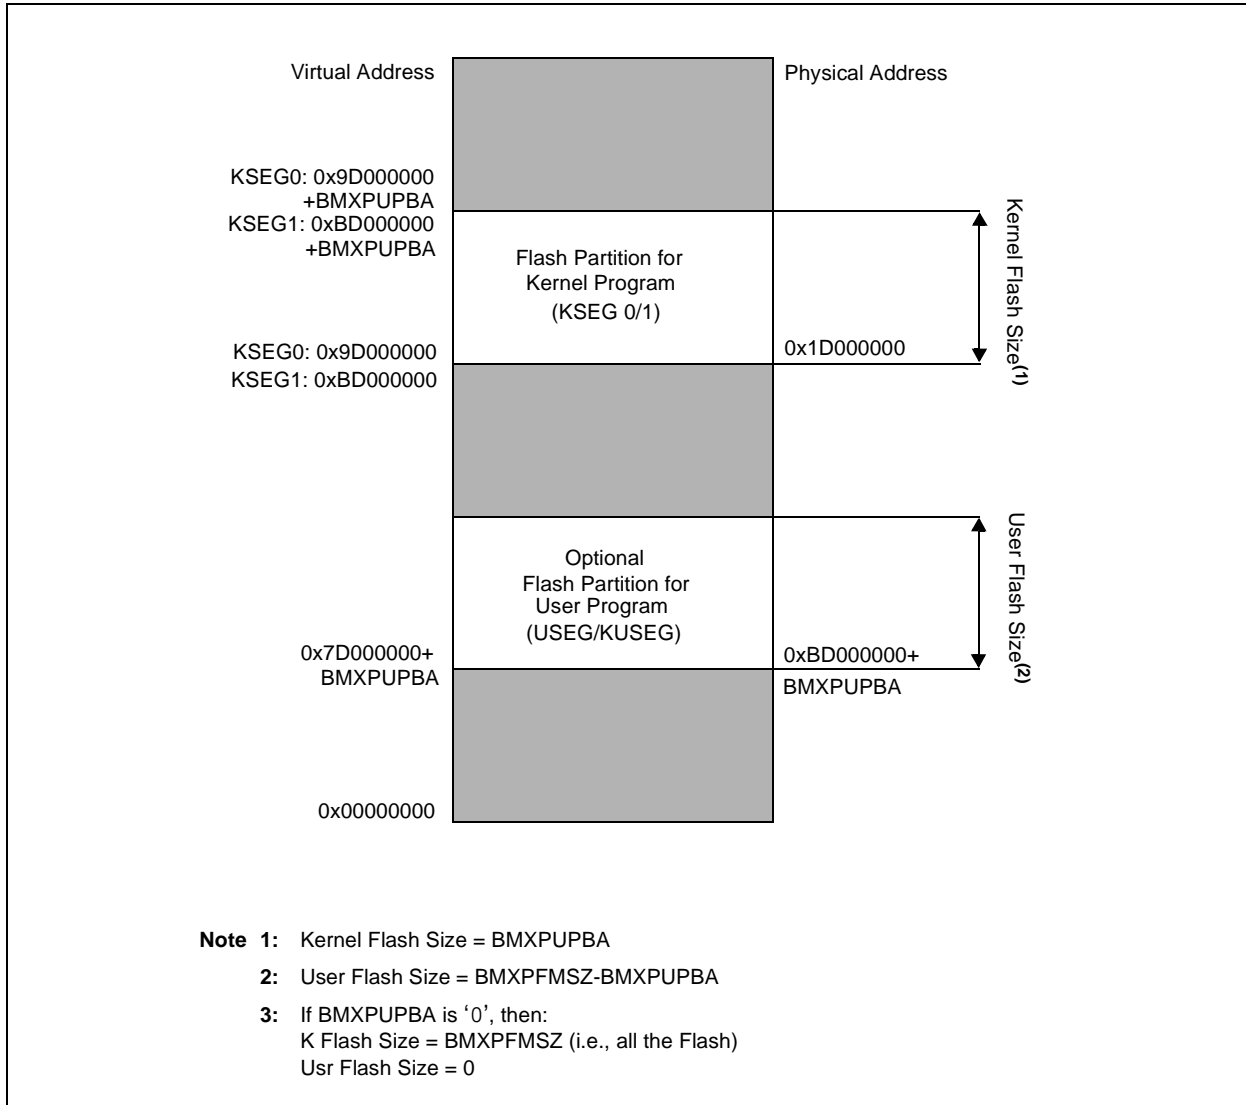 Virtual Address
Physical Address
KSEG0: 0x9D000000
+BMXPUPBA
KSEG1: 0xBD000000
+BMXPUPBA
Flash Partition for
Kernel Program
(KSEG 0/1)
Kernel Flash Size(1)
KSEG0: 0x9D000000
KSEG1: 0xBD000000
0x1D000000
Optional
Flash Partition for
User Program
(USEG/KUSEG)
User Flash Size(2)
0x7D000000+
BMXPUPBA
0xBD000000+
BMXPUPBA
0x00000000
Note 1: Kernel Flash Size = BMXPUPBA
2: User Flash Size = BMXPFMSZ-BMXPUPBA
3: If BMXPUPBA is ‘0’, then:
K Flash Size = BMXPFMSZ (i.e., all the Flash)
Usr Flash Size = 0